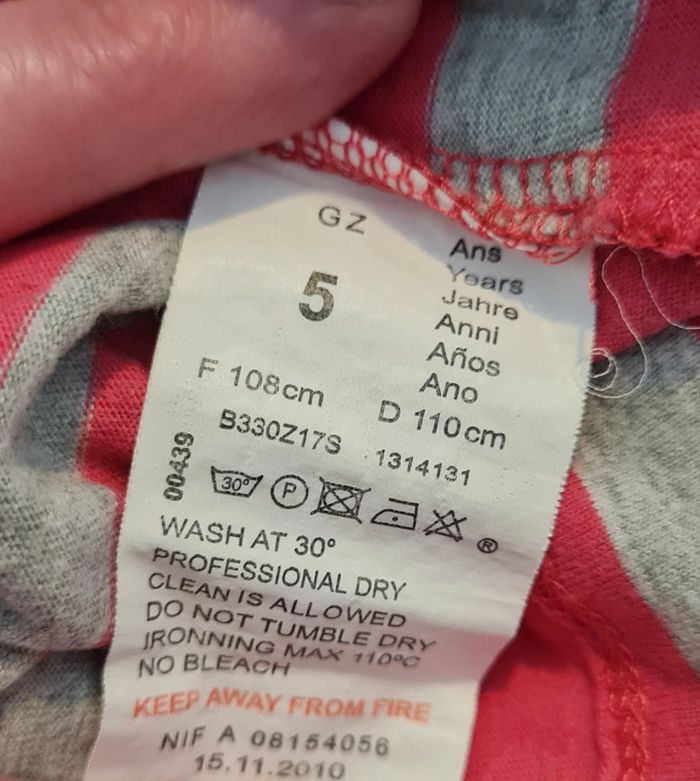 GZ
5
Ans
Years
Jahre
Anni
Años
Ano
F 108cm D 110cm
B330Z17S 1314131
00439
30° P ®
WASH AT 30°
PROFESSIONAL DRY
CLEAN IS ALLOWED
DO NOT TUMBLE DRY
IRONNING MAX 110ºC
NO BLEACH
KEEP AWAY FROM FIRE
NIF A 08154056
15.11.2010